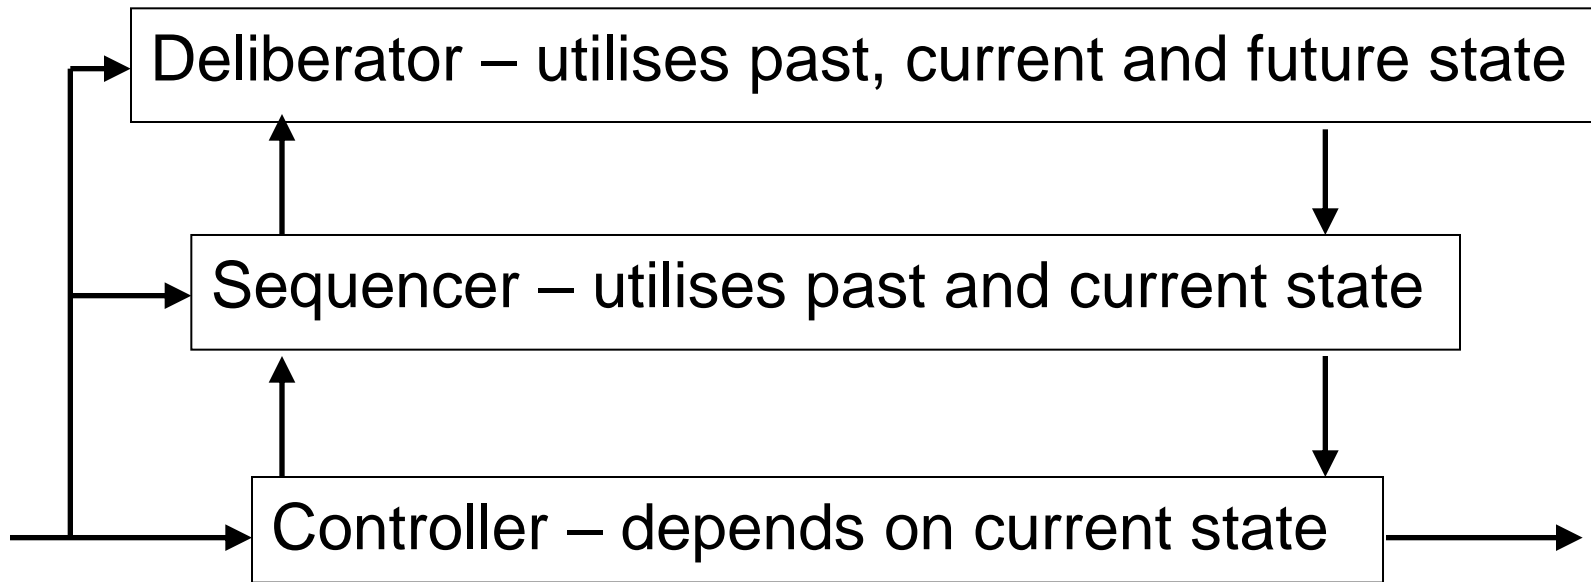 Deliberator – utilises past, current and future state
Sequencer – utilises past and current state
Controller – depends on current state